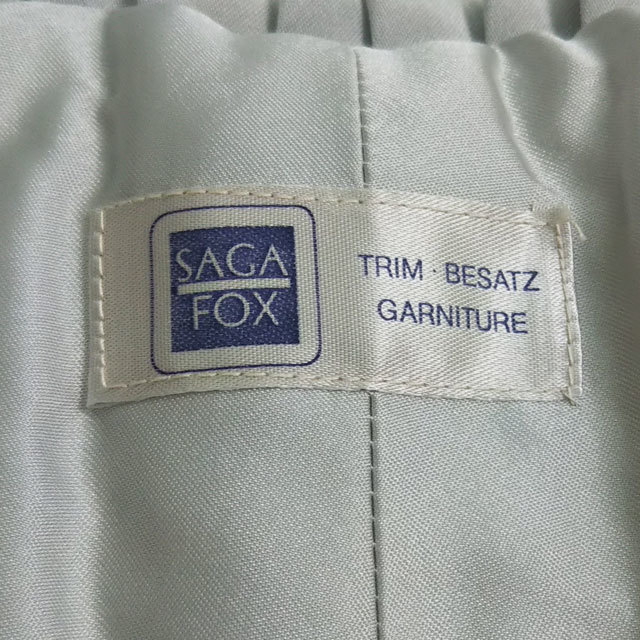 SAGA
FOX
TRIM · BESATZ
GARNITURE